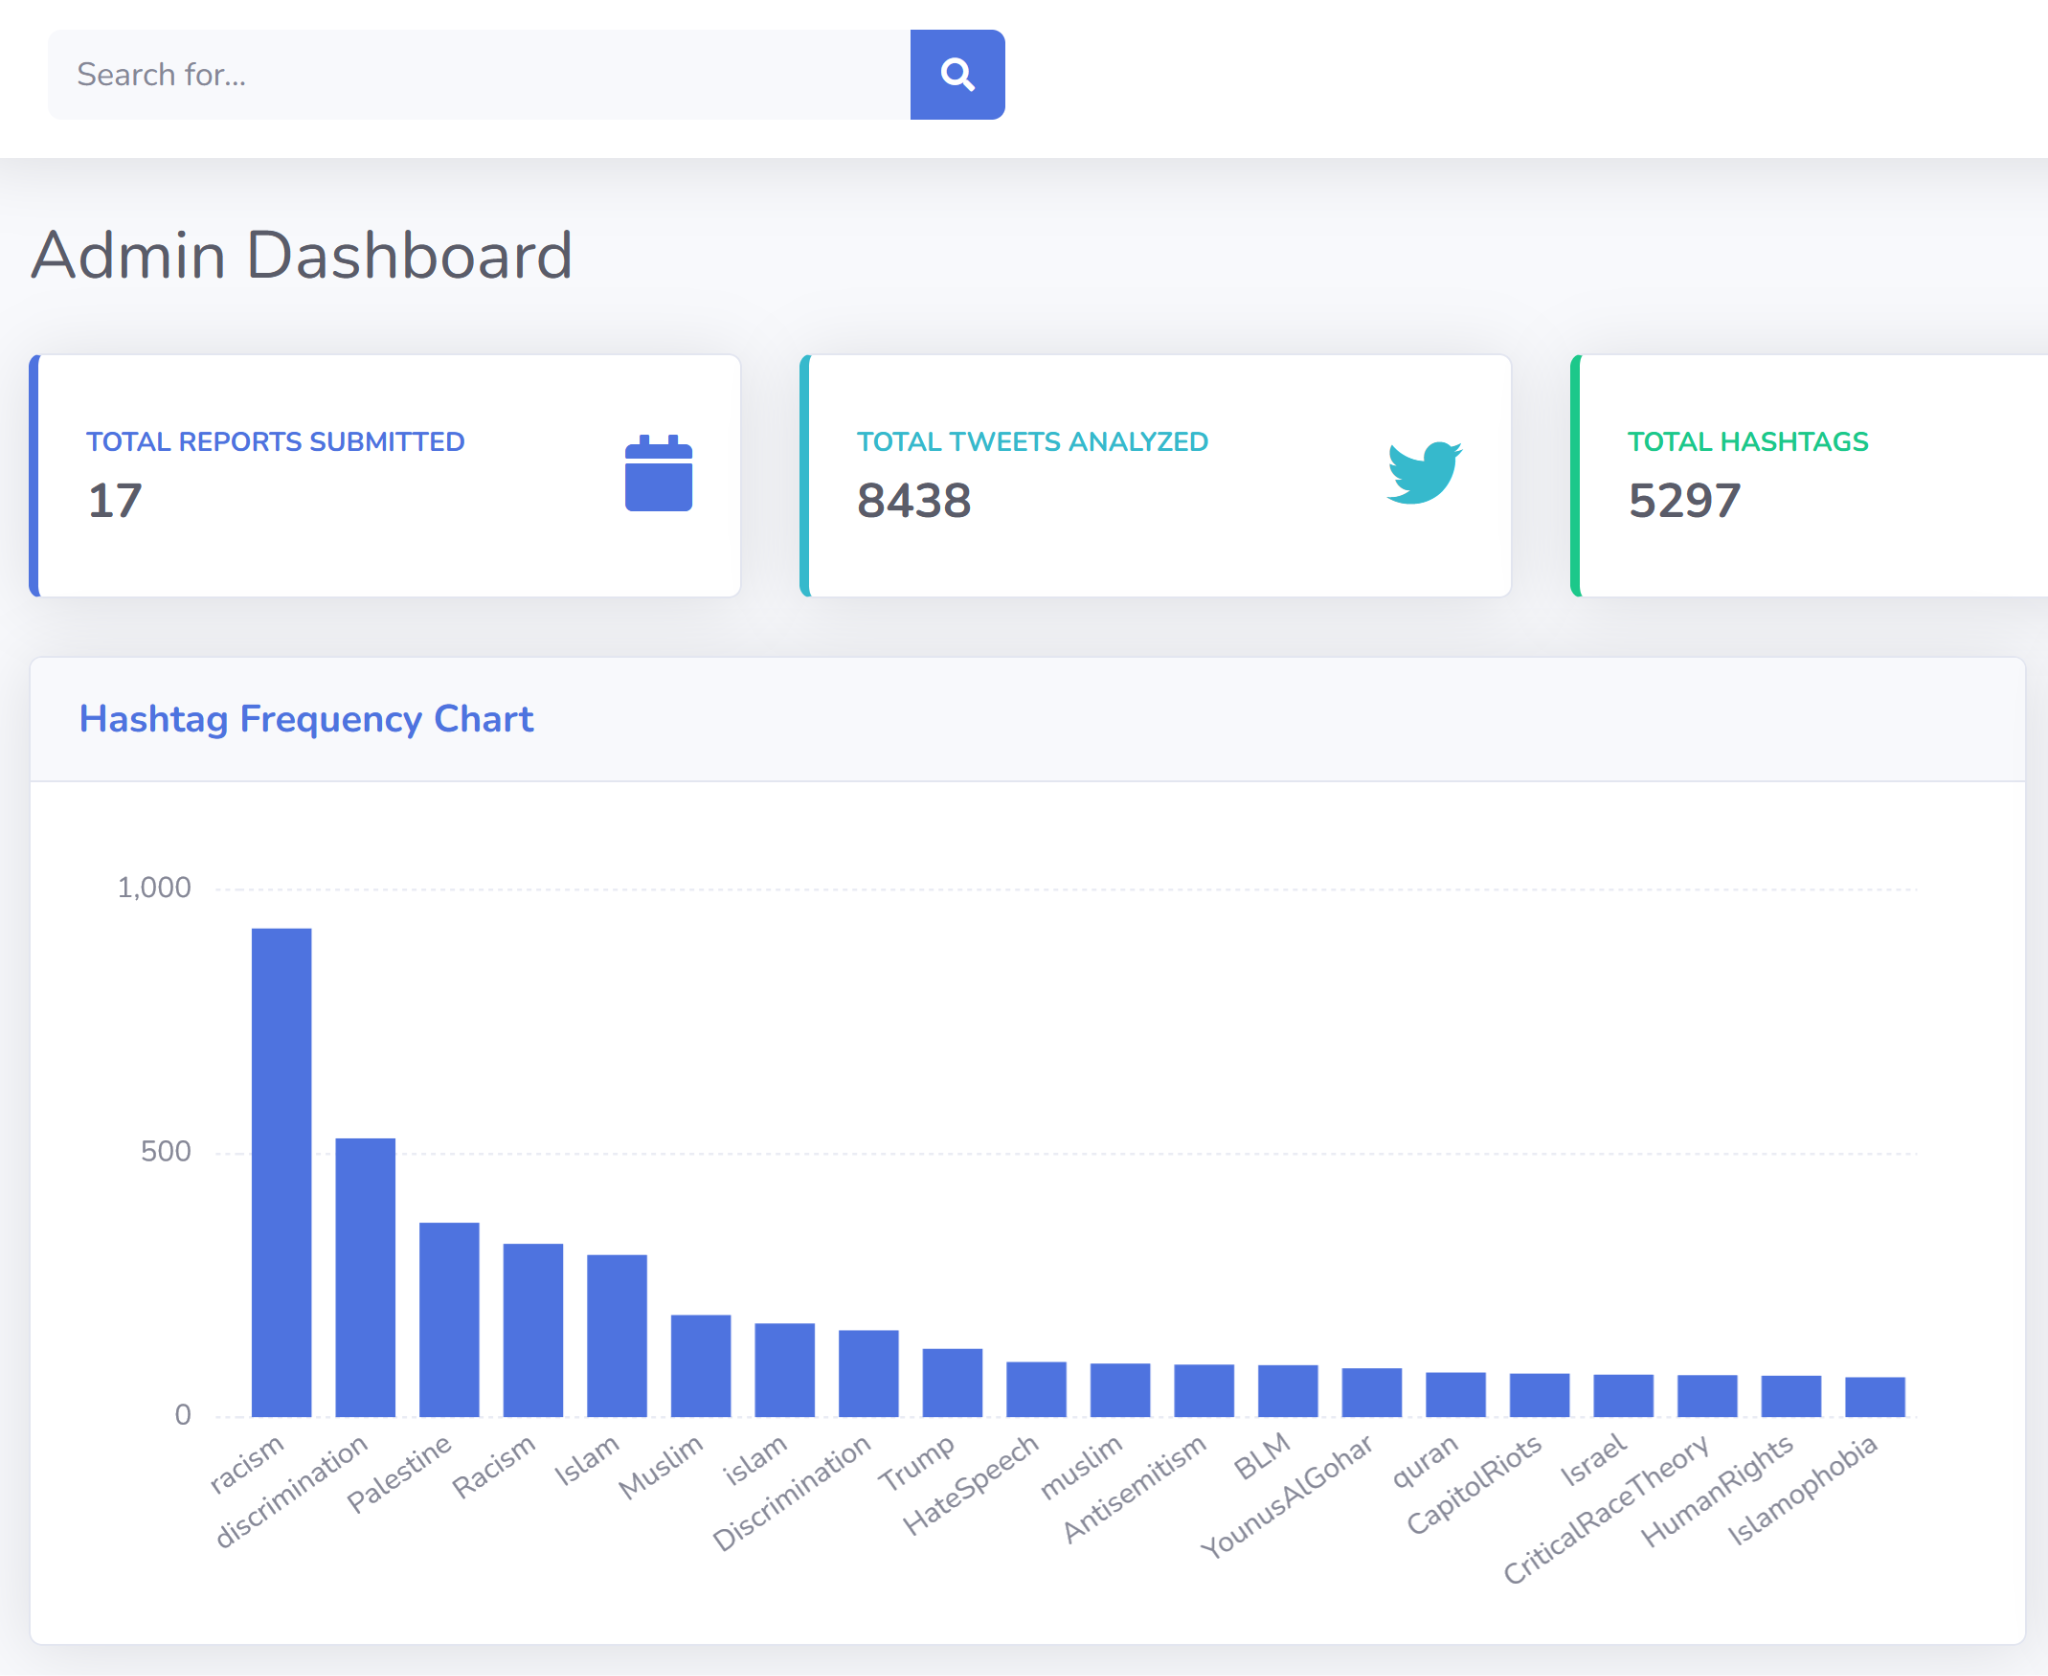 Search for...
Admin Dashboard
TOTAL REPORTS SUBMITTED
17
TOTAL TWEETS ANALYZED
8438
TOTAL HASHTAGS
5297
Hashtag Frequency Chart
1,000
500
0
racism
discrimination
Palestine
Racism
Islam
Muslim
islam
Discrimination
Trump
HateSpeech
muslim
Antisemitism
BLM
YounusAlGohar
quran
CapitolRiots
Israel
CriticalRaceTheory
HumanRights
Islamophobia